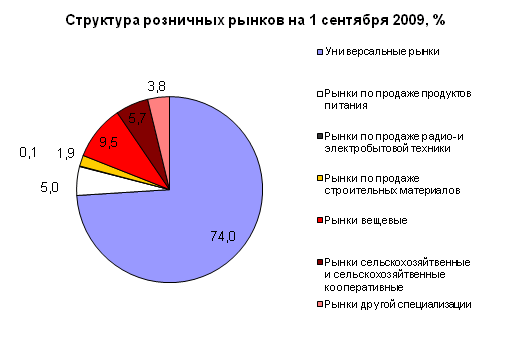 Структура розничных рынков на 1 сентября 2009, %
3,8
5,7
9,5
0,1
1,9
5,0
74,0
Универсальные рынки
Рынки по продаже продуктов
питания
Рынки по продаже радио-и
электробытовой техники
Рынки по продаже
строительных материалов
Рынки вещевые
Рынки сельскохозяйтвенные
и сельскохозяйтвенные
кооперативные
Рынки другой специализации